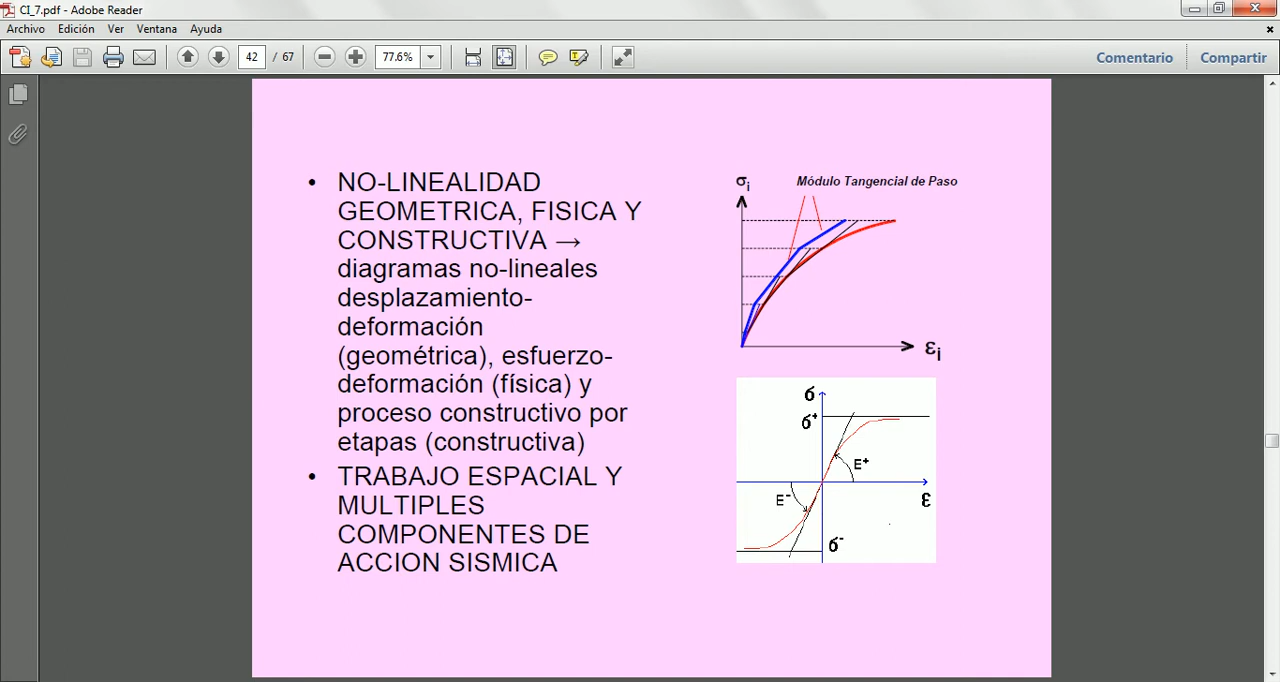 CI_7.pdf - Adobe Reader
Archivo Edición Ver Ventana Ayuda
42 / 67 77.6% Comentario Compartir
• NO-LINEALIDAD
GEOMETRICA, FISICA Y
CONSTRUCTIVA →
diagramas no-lineales
desplazamiento-
deformación
(geométrica), esfuerzo-
deformación (física) y
proceso constructivo por
etapas (constructiva)
• TRABAJO ESPACIAL Y
MULTIPLES
COMPONENTES DE
ACCION SISMICA
σi
Módulo Tangencial de Paso
εi
б
б+
E+
E-
ε
б-